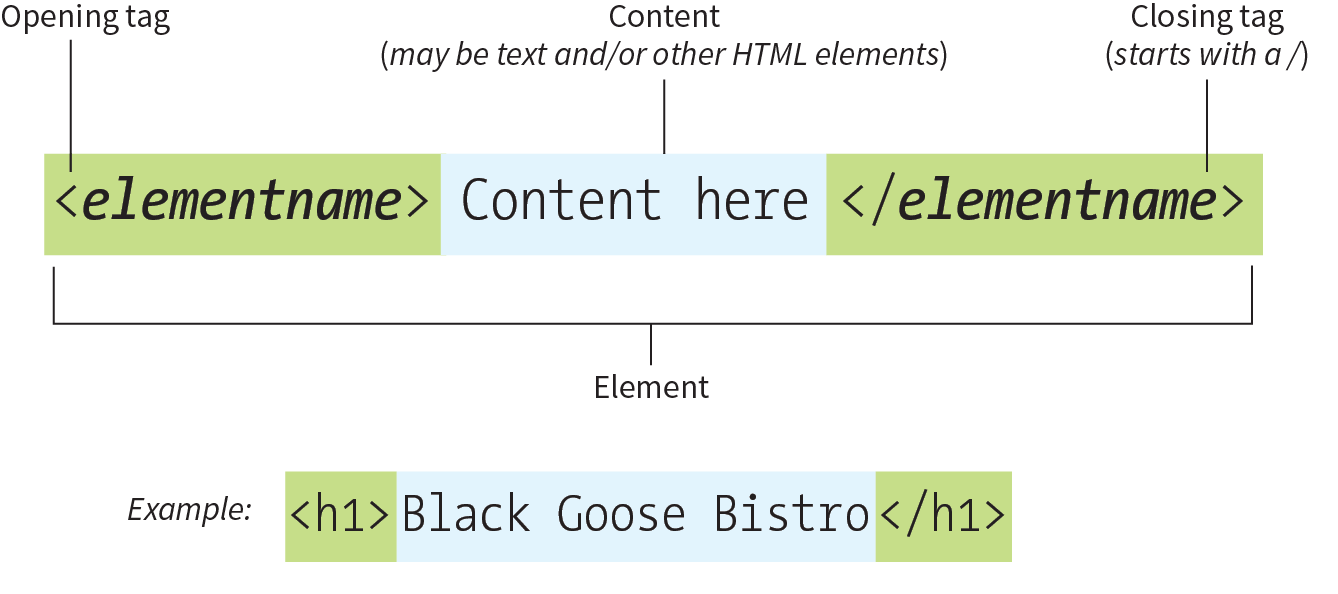 Opening tag
Content
(may be text and/or other HTML elements)
Closing tag
(starts with a /)
<elementname> Content here </elementname>
Element
Example: <h1>Black Goose Bistro</h1>